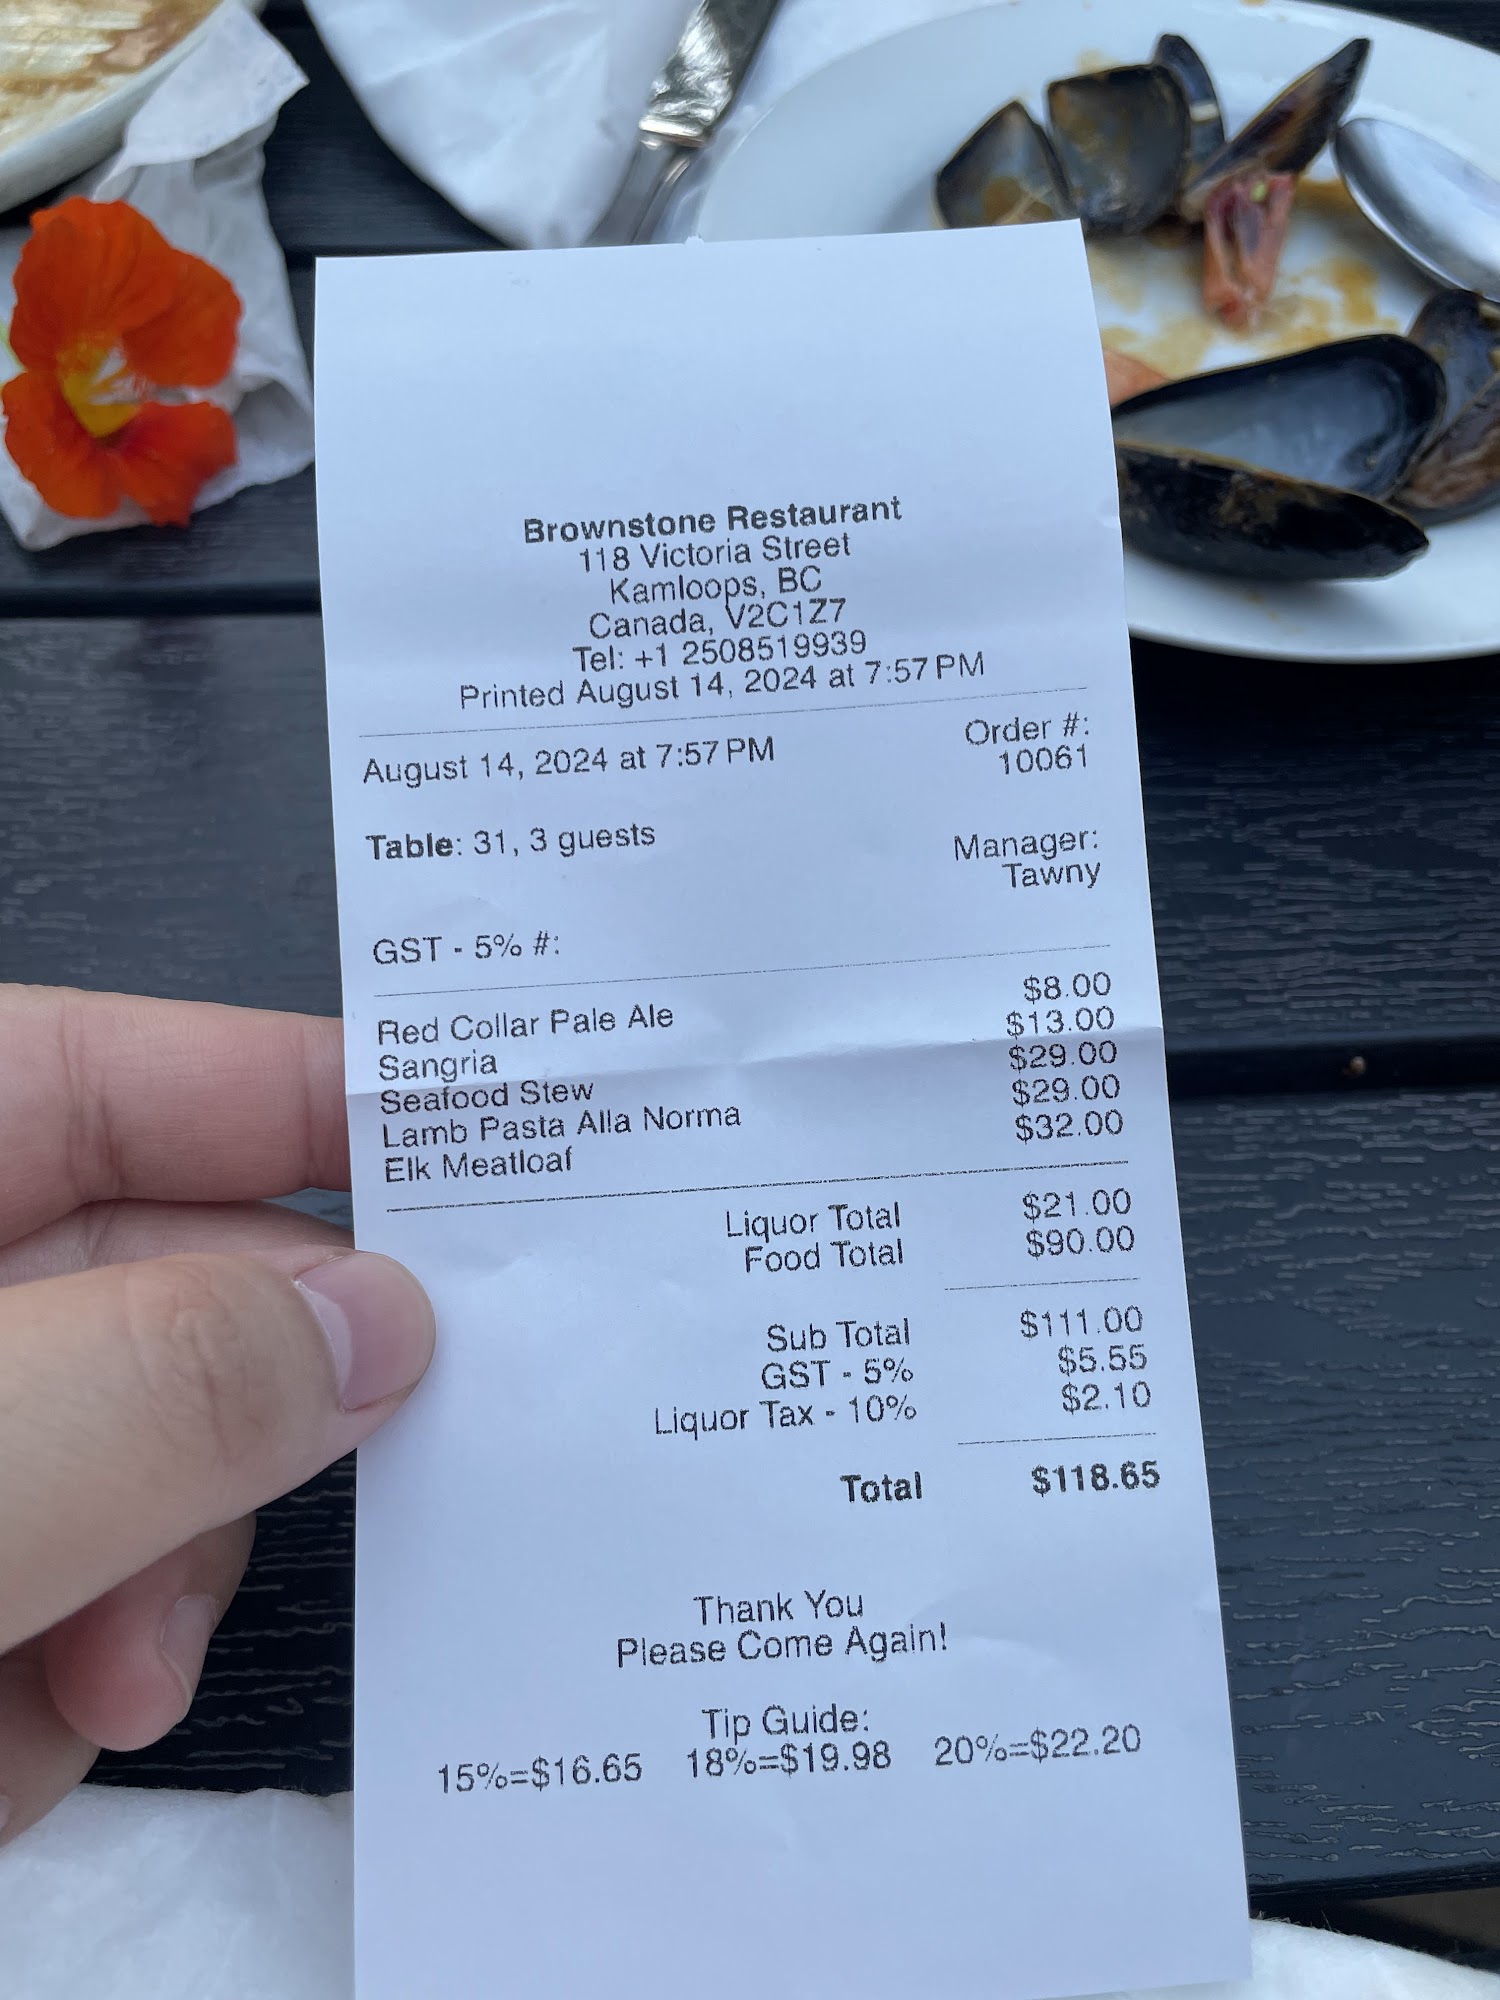 Brownstone Restaurant
118 Victoria Street
Kamloops, BC
Canada, V2C1Z7
Tel: +1 2508519939
Printed August 14, 2024 at 7:57 PM
August 14, 2024 at 7:57 PM
Order #:
10061
Table: 31, 3 guests
Manager:
Tawny
GST - 5% #:
Red Collar Pale Ale $8.00
Sangria $13.00
Seafood Stew $29.00
Lamb Pasta Alla Norma $29.00
Elk Meatloaf $32.00
Liquor Total $21.00
Food Total $90.00
Sub Total $111.00
GST - 5% $5.55
Liquor Tax - 10% $2.10
Total $118.65
Thank You
Please Come Again!
Tip Guide:
15%=$16.65 18%=$19.98 20%=$22.20